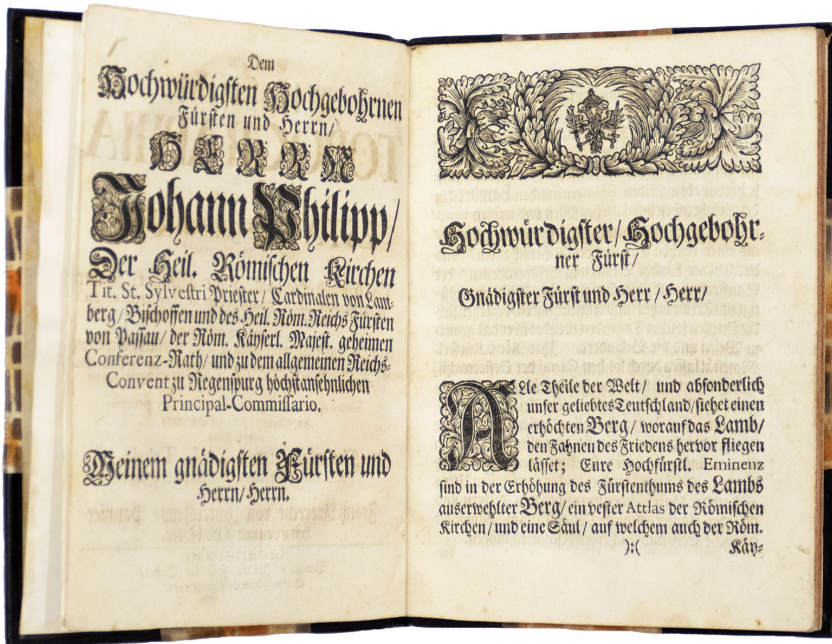 Dem
Hochwürdigsten Hochgebohrnen
Fürsten und Herrn/
HERRN
Johann Philipp/
Der Heil. Römischen Kirchen
Tit. St. Sylvestri Priester/ Cardinalen von Lam-
berg/ Bischoffen und des Heil. Röm. Reichs Fürsten
von Passau/ der Röm. Käyserl. Majest. geheimen
Conferenz-Rath/ und zu dem allgemeinen Reichs-
Convent zu Regenspurg höchstansehnlichen
Principal-Commissario.
Meinem gnädigsten Fürsten und
Herrn/ Herrn.
Hochwürdigster/ Hochgebohr-
ner Fürst/
Gnädigster Fürst und Herr/ Herr/
ALle Theile der Welt/ und absonderlich
unser geliebtes Teutschland/ siehet einen
erhöchten Berg/ worauf das Lamb/
den Fahnen des Friedens hervor fliegen
lässet; Eure Hochfürstl. Eminenz
sind in der Erhöhung des Fürstenthums des Lambs
auserwehlter Berg/ ein vester Attlas der Römischen
Kirchen/ und eine Säul/ auf welchem auch der Röm.
):( Käy-